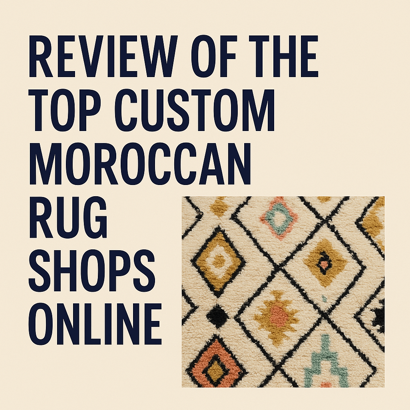 REVIEW OF THE
TOP CUSTOM
MOROCCAN
RUG
SHOPS
ONLINE